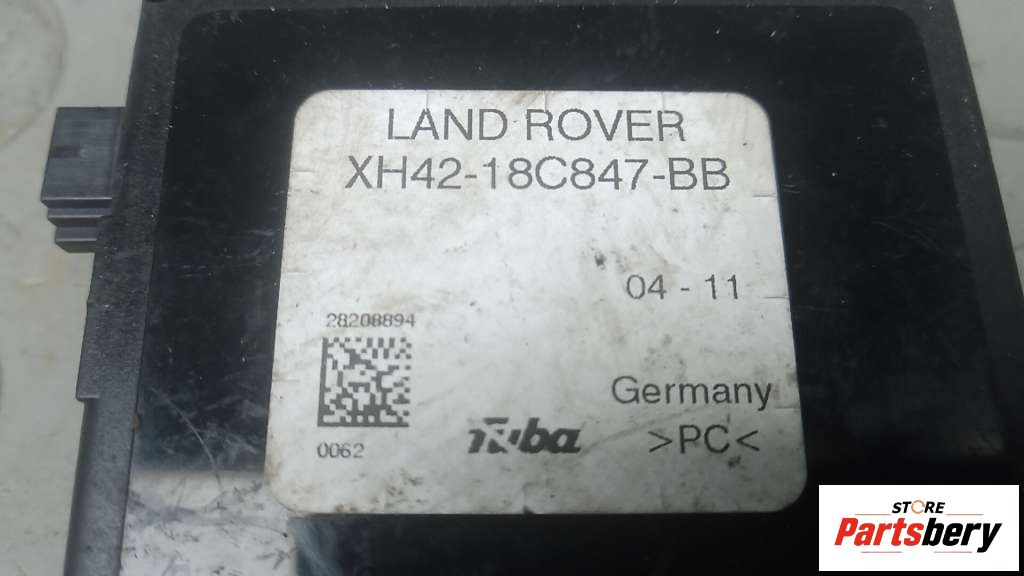 LAND ROVER
XH42-18C847-BB
04 - 11
28208894
Germany
0062
>PC<
STORE
Partsbery